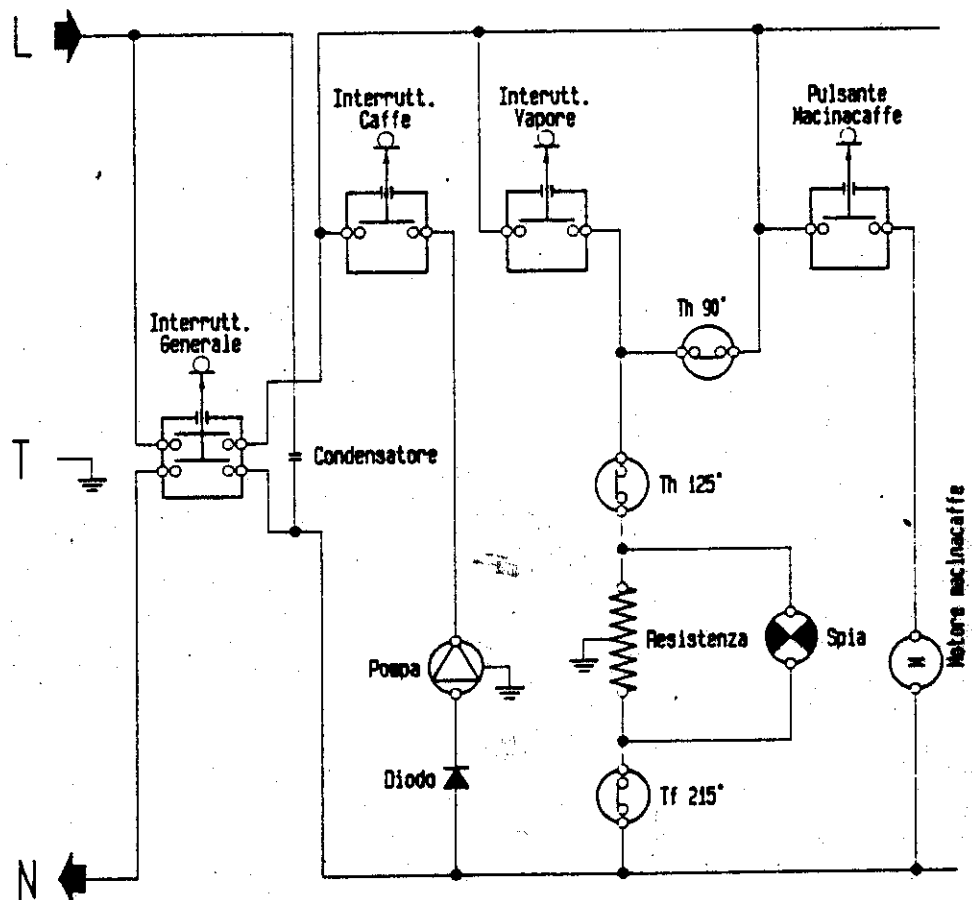 L
Interrutt.
Caffe
Interutt.
Vapore
Pulsante
Macinacaffe
Interrutt.
Generale
Th 90°
T
Condensatore
Th 125°
Pompa
Resistenza
Spia
M
Motore macinacaffe
Diodo
Tf 215°
N